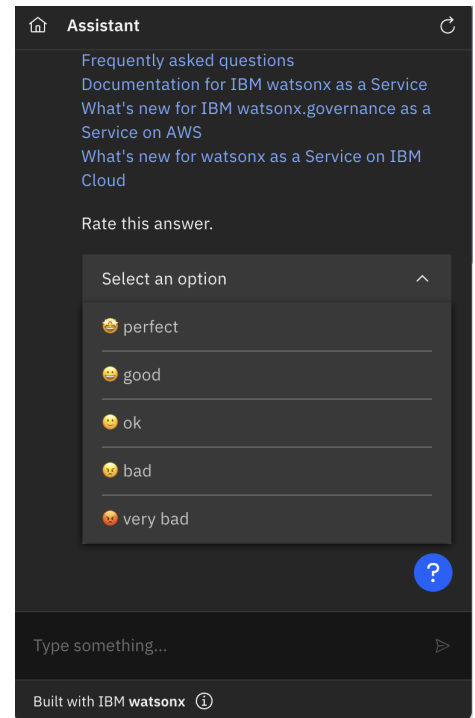 Assistant
Frequently asked questions
Documentation for IBM watsonx as a Service
What's new for IBM watsonx.governance as a
Service on AWS
What's new for watsonx as a Service on IBM
Cloud
Rate this answer.
Select an option
🤩 perfect
😀 good
🙂 ok
😠 bad
😡 very bad
?
Type something...
Built with IBM watsonx